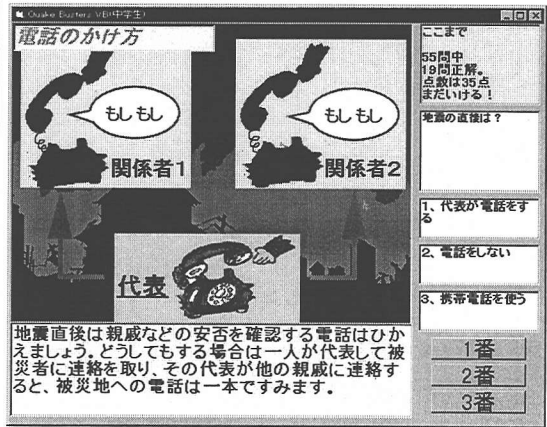 Quake Busters VB(中学生)
電話のかけ方
もしもし
もしもし
関係者1
関係者2
代表
地震直後は親戚などの安否を確認する電話はひか
えましょう。どうしてもする場合は一人が代表して被
災者に連絡を取り、その代表が他の親戚に連絡す
ると、被災地への電話は一本ですみます。
ここまで
55問中
19問正解。
点数は35点
まだいける!
地震の直後は?
1、代表が電話をす
る
2、電話をしない
3、携帯電話を使う
1番
2番
3番